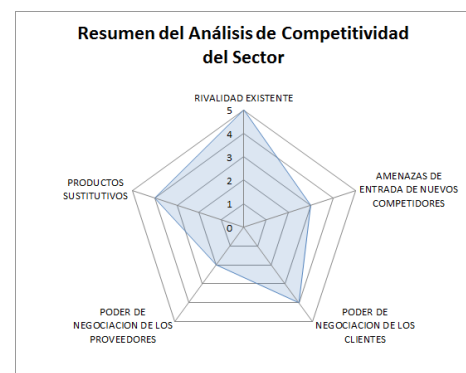 Resumen del Análisis de Competitividad
del Sector
RIVALIDAD EXISTENTE
5
4
3
2
1
0
AMENAZAS DE
ENTRADA DE NUEVOS
COMPETIDORES
PODER DE
NEGOCIACION DE LOS
CLIENTES
PODER DE
NEGOCIACION DE LOS
PROVEEDORES
PRODUCTOS
SUSTITUTIVOS